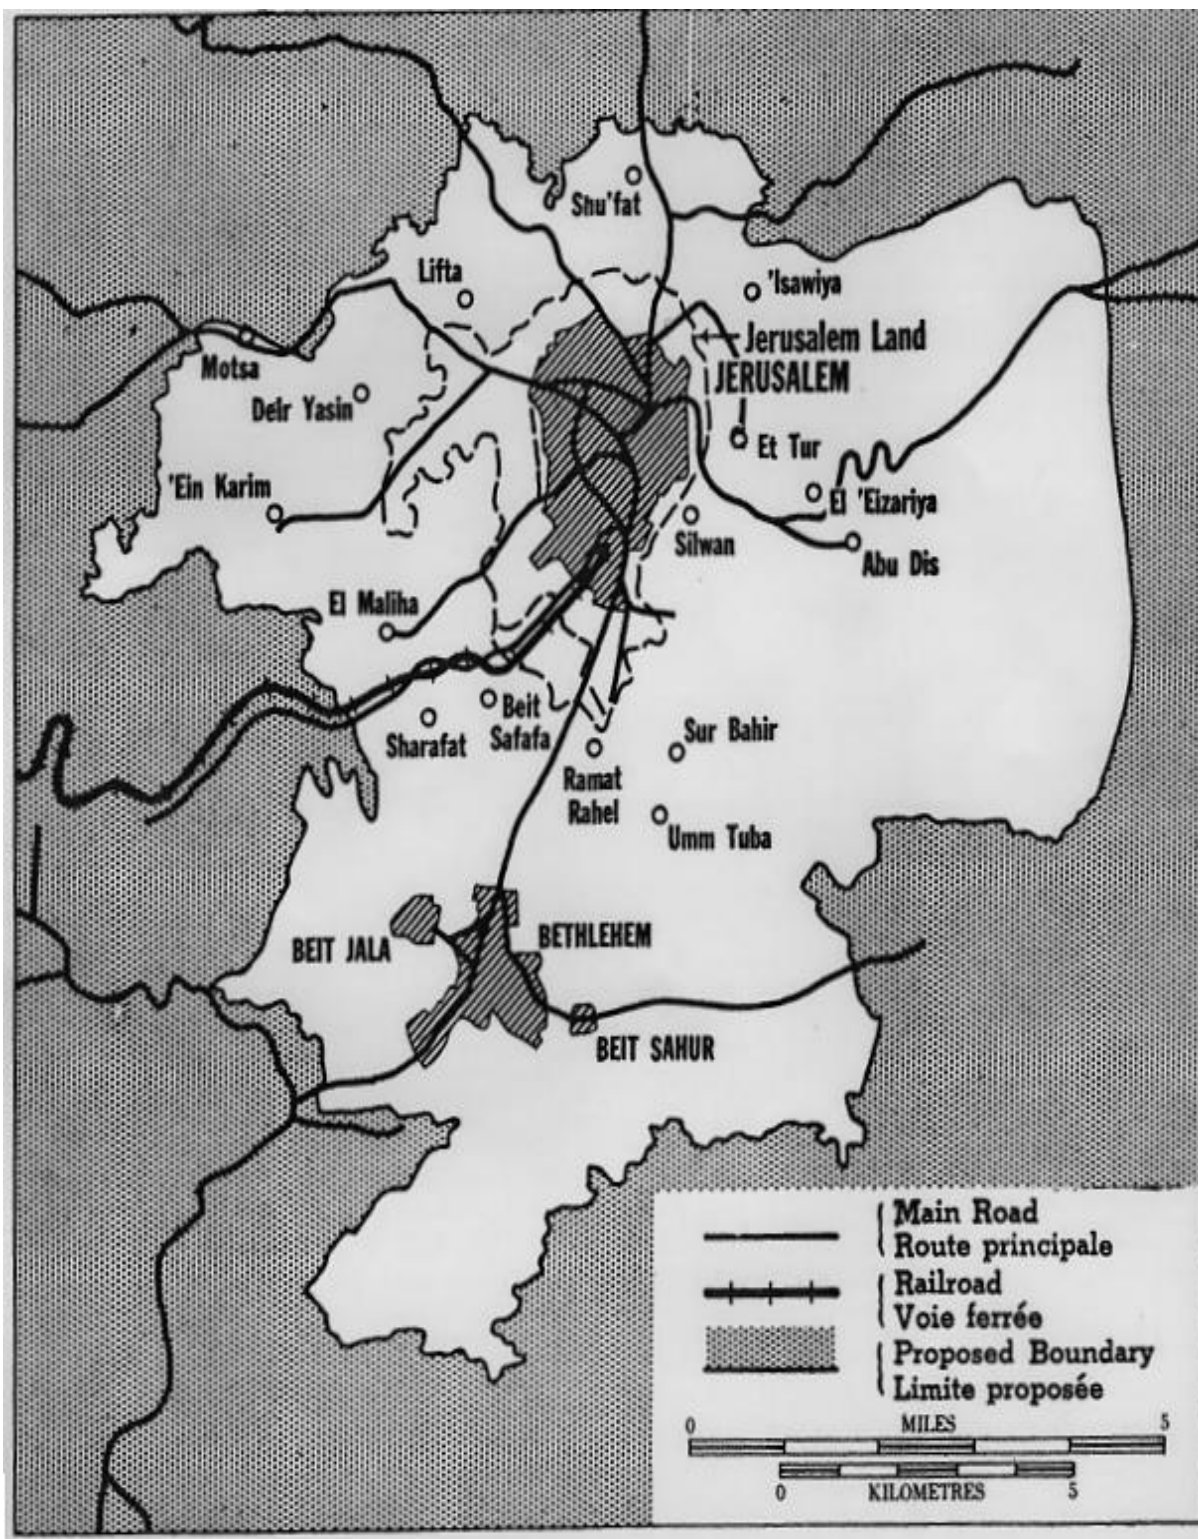 Shu'fat
Lifta
'Isawiya
Jerusalem Land
Motsa
JERUSALEM
Deir Yasin
Et Tur
'Ein Karim
El 'Eizariya
Silwan
Abu Dis
El Maliha
Beit
Safafa
Sharafat
Sur Bahir
Ramat
Rahel
Umm Tuba
BEIT JALA
BETHLEHEM
BEIT SAHUR
Main Road
Route principale
Railroad
Voie ferrée
Proposed Boundary
Limite proposée
0 MILES 5
0 KILOMETRES 5